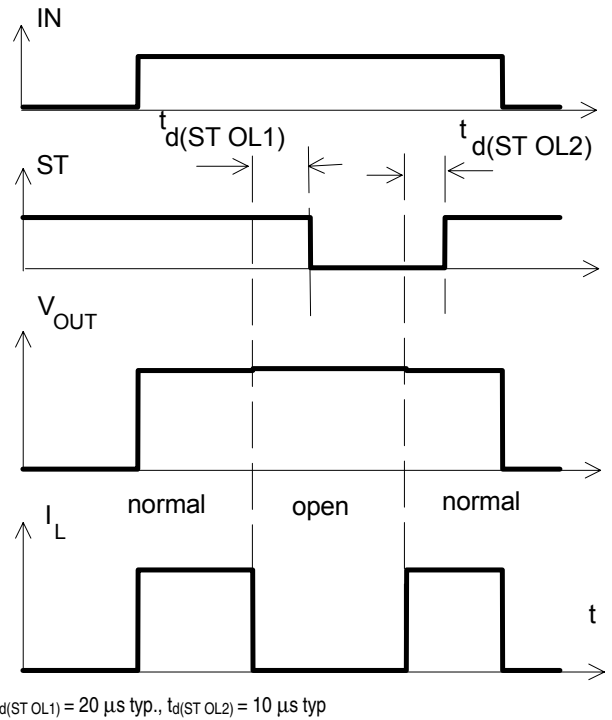 IN
t d(ST OL1)
t d(ST OL2)
ST
V OUT
normal open normal
I L
t
d(ST OL1) = 20 μs typ., td(ST OL2) = 10 μs typ